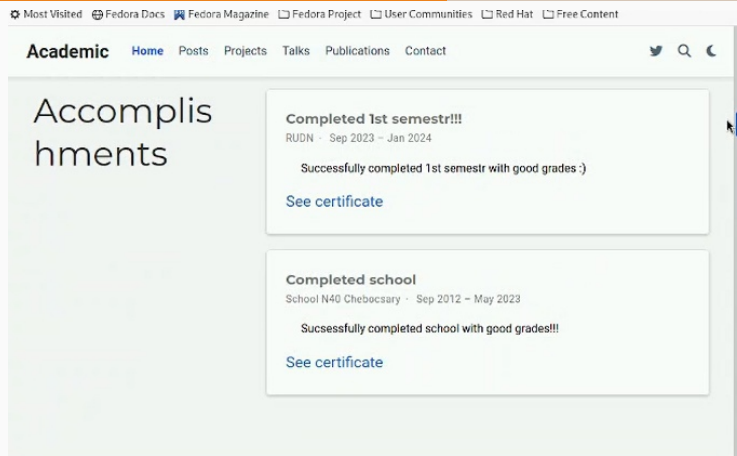 Most Visited Fedora Docs Fedora Magazine Fedora Project User Communities Red Hat Free Content
Academic Home Posts Projects Talks Publications Contact
Accomplis
hments
Completed 1st semestr!!!
RUDN · Sep 2023 – Jan 2024
Successfully completed 1st semestr with good grades :)
See certificate
Completed school
School N40 Chebocsary · Sep 2012 – May 2023
Sucsessfully completed school with good grades!!!
See certificate